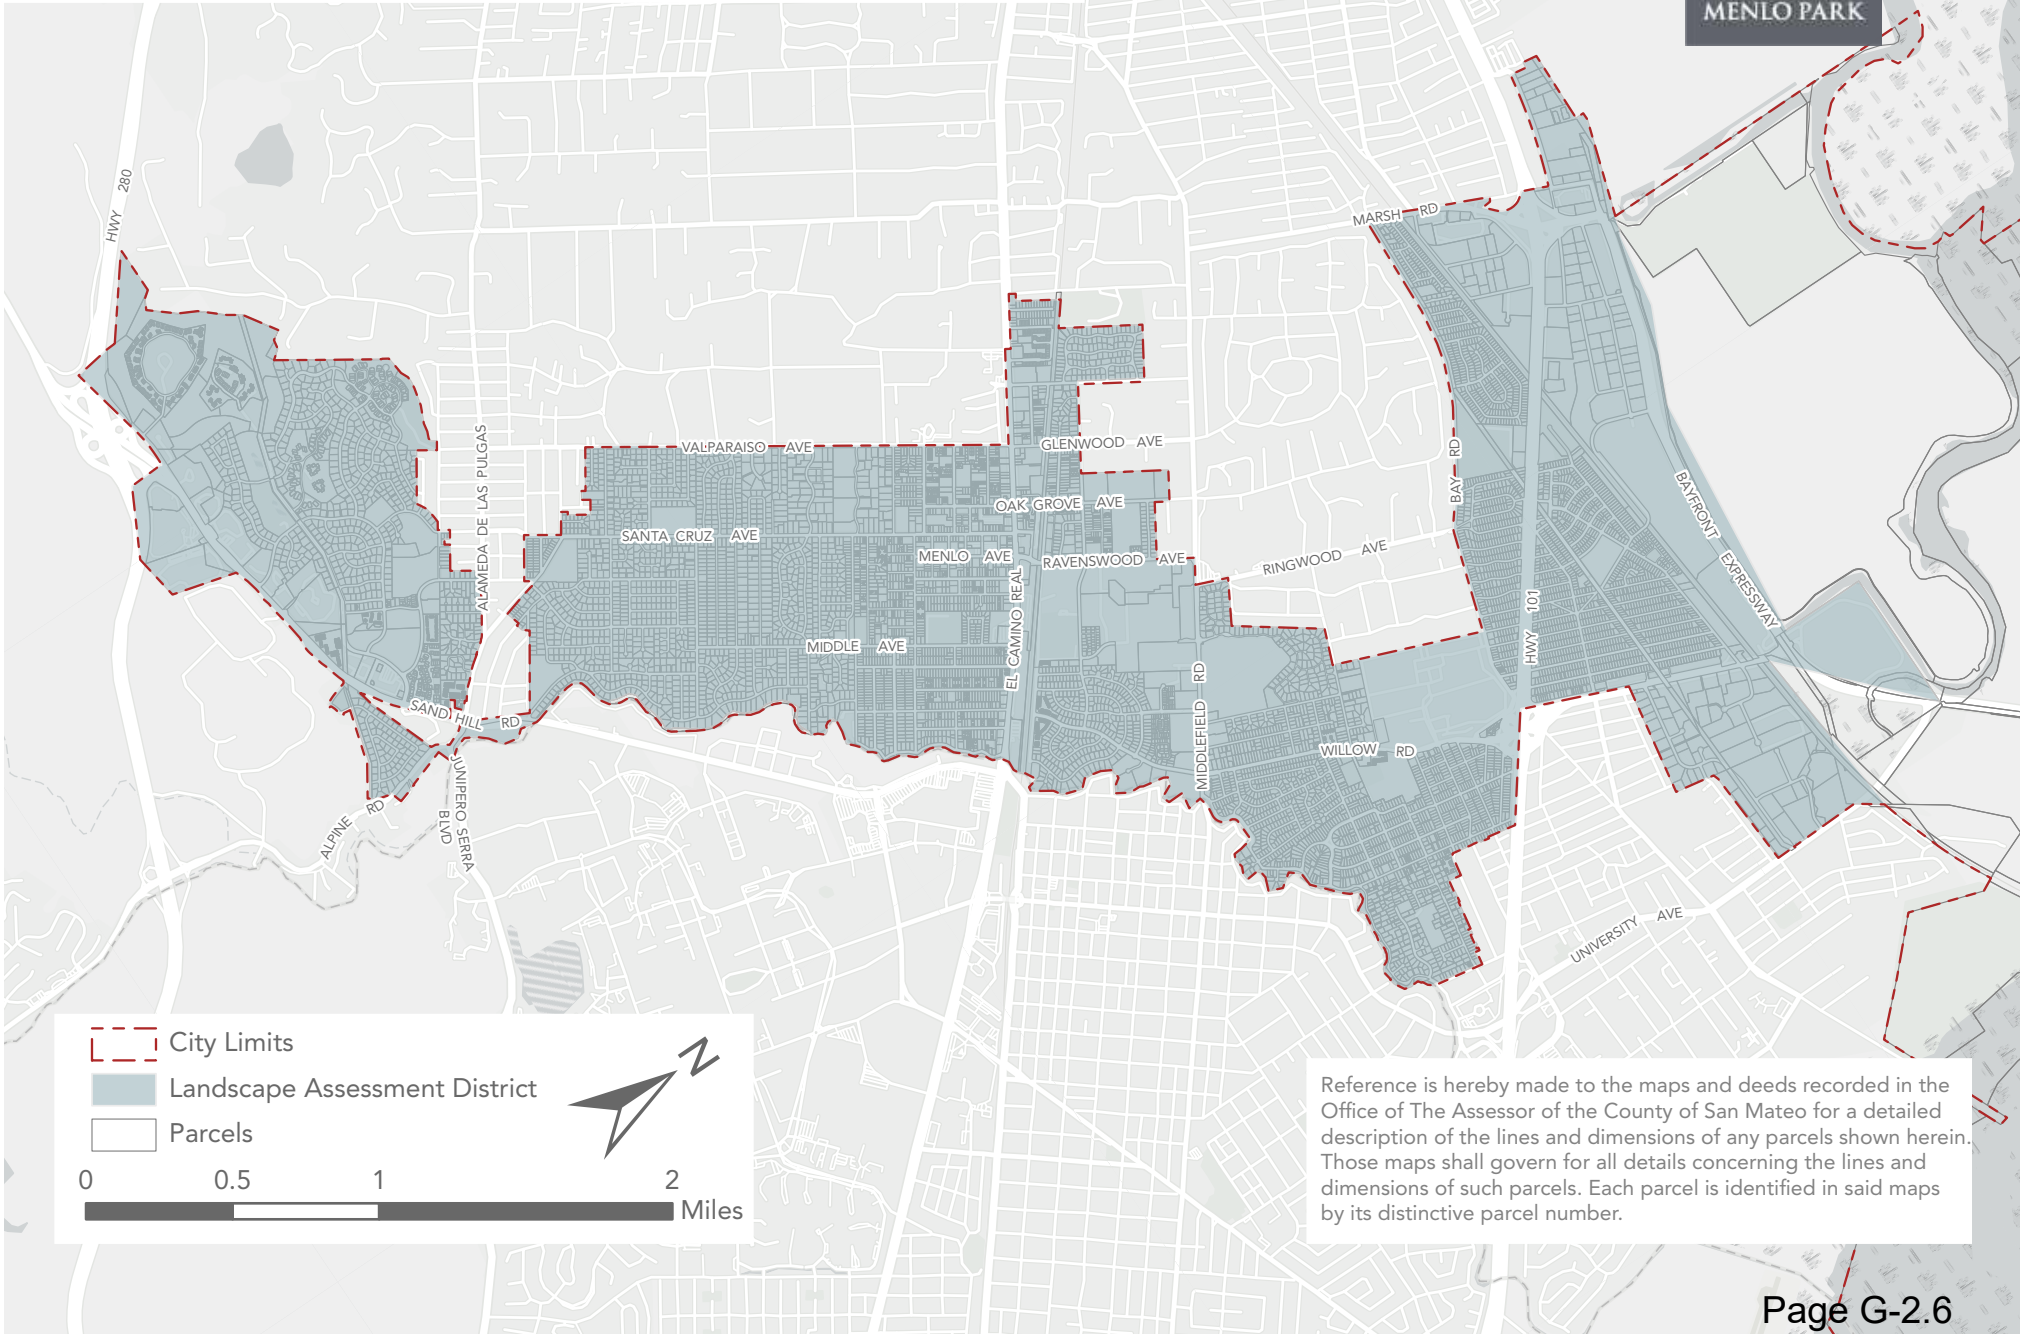 MENLO PARK
HWY 280
MARSH RD
VALPARAISO AVE
GLENWOOD AVE
ALAMEDA DE LAS PULGAS
BAY RD
OAK GROVE AVE
SANTA CRUZ AVE
MENLO AVE
RAVENSWOOD AVE
RINGWOOD AVE
BAYFRONT EXPRESSWAY
HWY 101
EL CAMINO REAL
MIDDLE AVE
MIDDLEFIELD RD
SAND HILL RD
WILLOW RD
JUNIPERO SERRA
BLVD
ALPINE RD
UNIVERSITY AVE
City Limits
Landscape Assessment District
Parcels
N
0 0.5 1 2
Miles
Reference is hereby made to the maps and deeds recorded in the
Office of The Assessor of the County of San Mateo for a detailed
description of the lines and dimensions of any parcels shown herein.
Those maps shall govern for all details concerning the lines and
dimensions of such parcels. Each parcel is identified in said maps
by its distinctive parcel number.
Page G-2.6